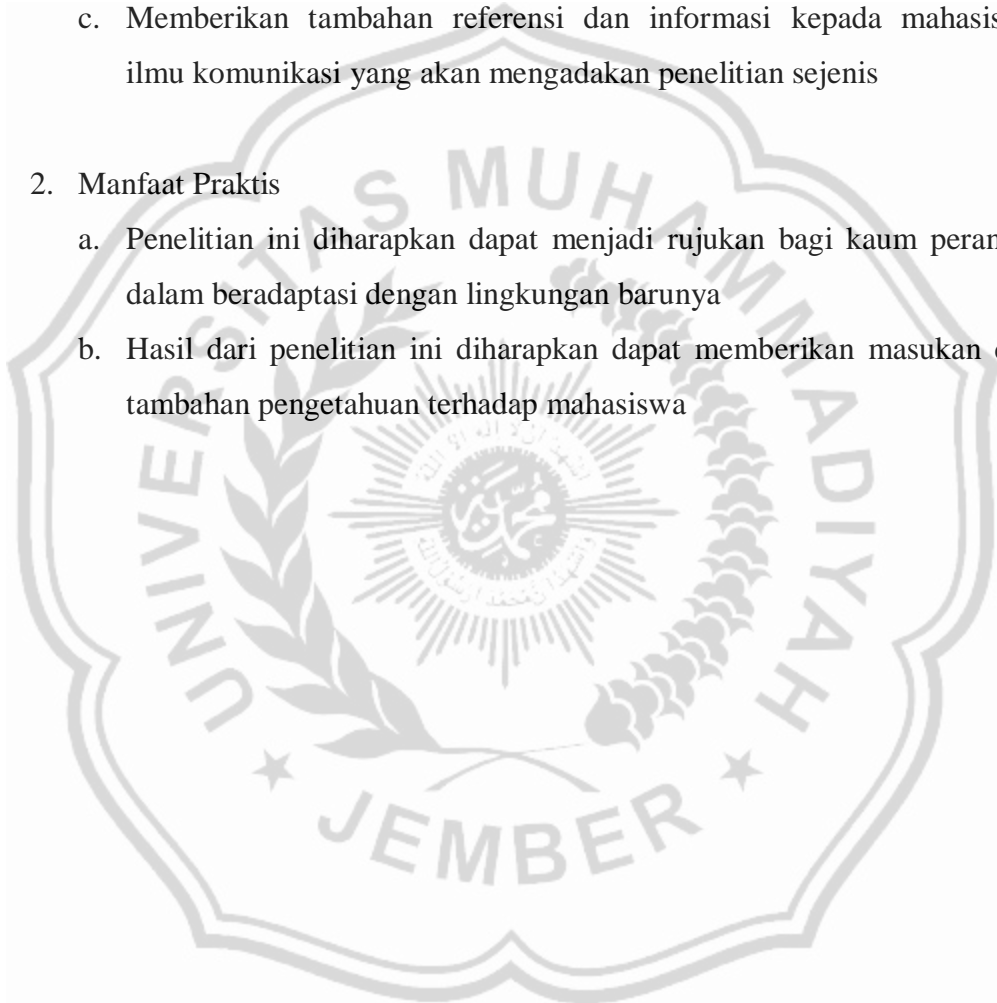 c. Memberikan tambahan referensi dan informasi kepada mahasis
ilmu komunikasi yang akan mengadakan penelitian sejenis
2. Manfaat Praktis
a. Penelitian ini diharapkan dapat menjadi rujukan bagi kaum peran
dalam beradaptasi dengan lingkungan barunya
b. Hasil dari penelitian ini diharapkan dapat memberikan masukan
tambahan pengetahuan terhadap mahasiswa
UNIVERSITAS MUHAMMADIYAH
JEMBER